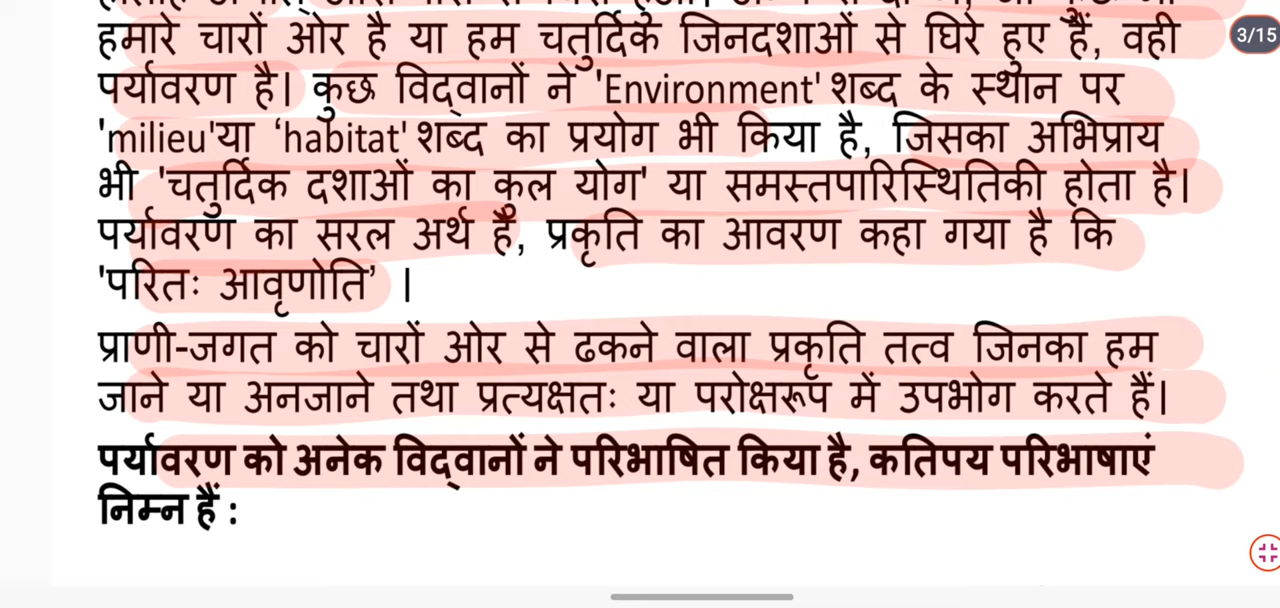 हमारे चारों ओर है या हम चतुर्दिक जिनदशाओं से घिरे हुए हैं, वही
3/15
पर्यावरण है। कुछ विद्वानों ने 'Environment' शब्द के स्थान पर
'milieu'या ‘habitat' शब्द का प्रयोग भी किया है, जिसका अभिप्राय
भी 'चतुर्दिक दशाओं का कुल योग' या समस्तपारिस्थितिकी होता है।
पर्यावरण का सरल अर्थ है, प्रकृति का आवरण कहा गया है कि
'परितः आवृणोति’ ।
प्राणी-जगत को चारों ओर से ढकने वाला प्रकृति तत्व जिनका हम
जाने या अनजाने तथा प्रत्यक्षतः या परोक्षरूप में उपभोग करते हैं।
पर्यावरण को अनेक विद्वानों ने परिभाषित किया है, कतिपय परिभाषाएं
निम्न हैं :